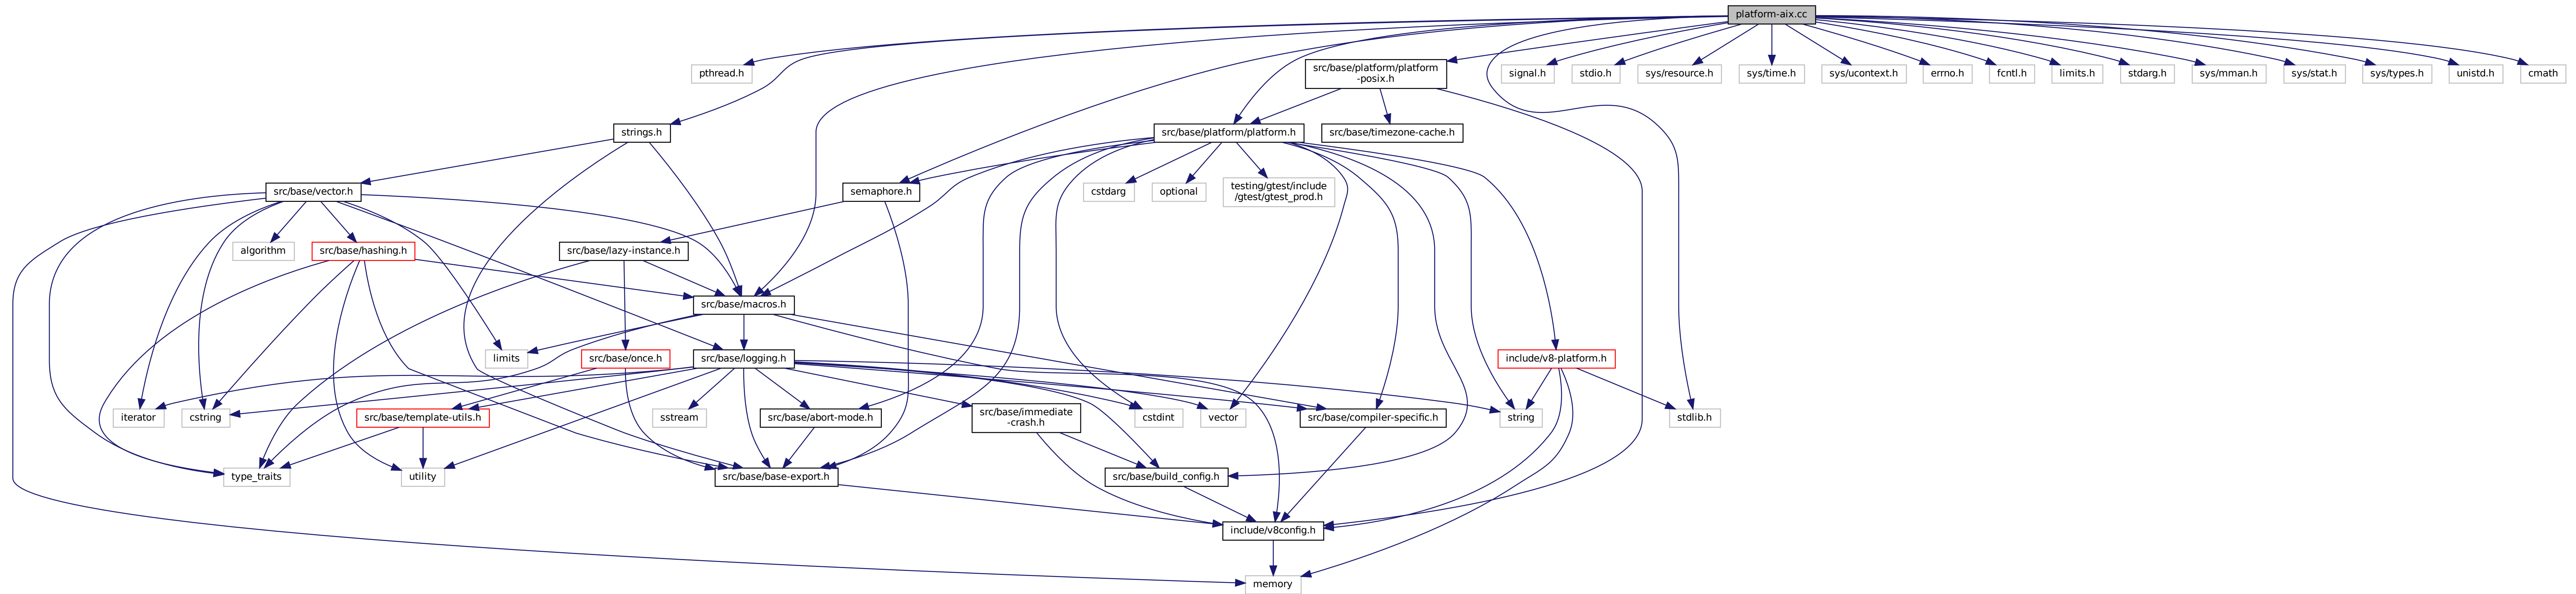 platform-aix.cc
pthread.h
src/base/platform/platform
-posix.h
signal.h
stdio.h
sys/resource.h
sys/time.h
sys/ucontext.h
errno.h
fcntl.h
limits.h
stdarg.h
sys/mman.h
sys/stat.h
sys/types.h
unistd.h
cmath
strings.h
src/base/platform/platform.h
src/base/timezone-cache.h
src/base/vector.h
semaphore.h
cstdarg
optional
testing/gtest/include
/gtest/gtest_prod.h
algorithm
src/base/hashing.h
src/base/lazy-instance.h
src/base/macros.h
limits
src/base/once.h
src/base/logging.h
include/v8-platform.h
iterator
cstring
src/base/template-utils.h
sstream
src/base/abort-mode.h
src/base/immediate
-crash.h
cstdint
vector
src/base/compiler-specific.h
string
stdlib.h
type_traits
utility
src/base/base-export.h
src/base/build_config.h
include/v8config.h
memory